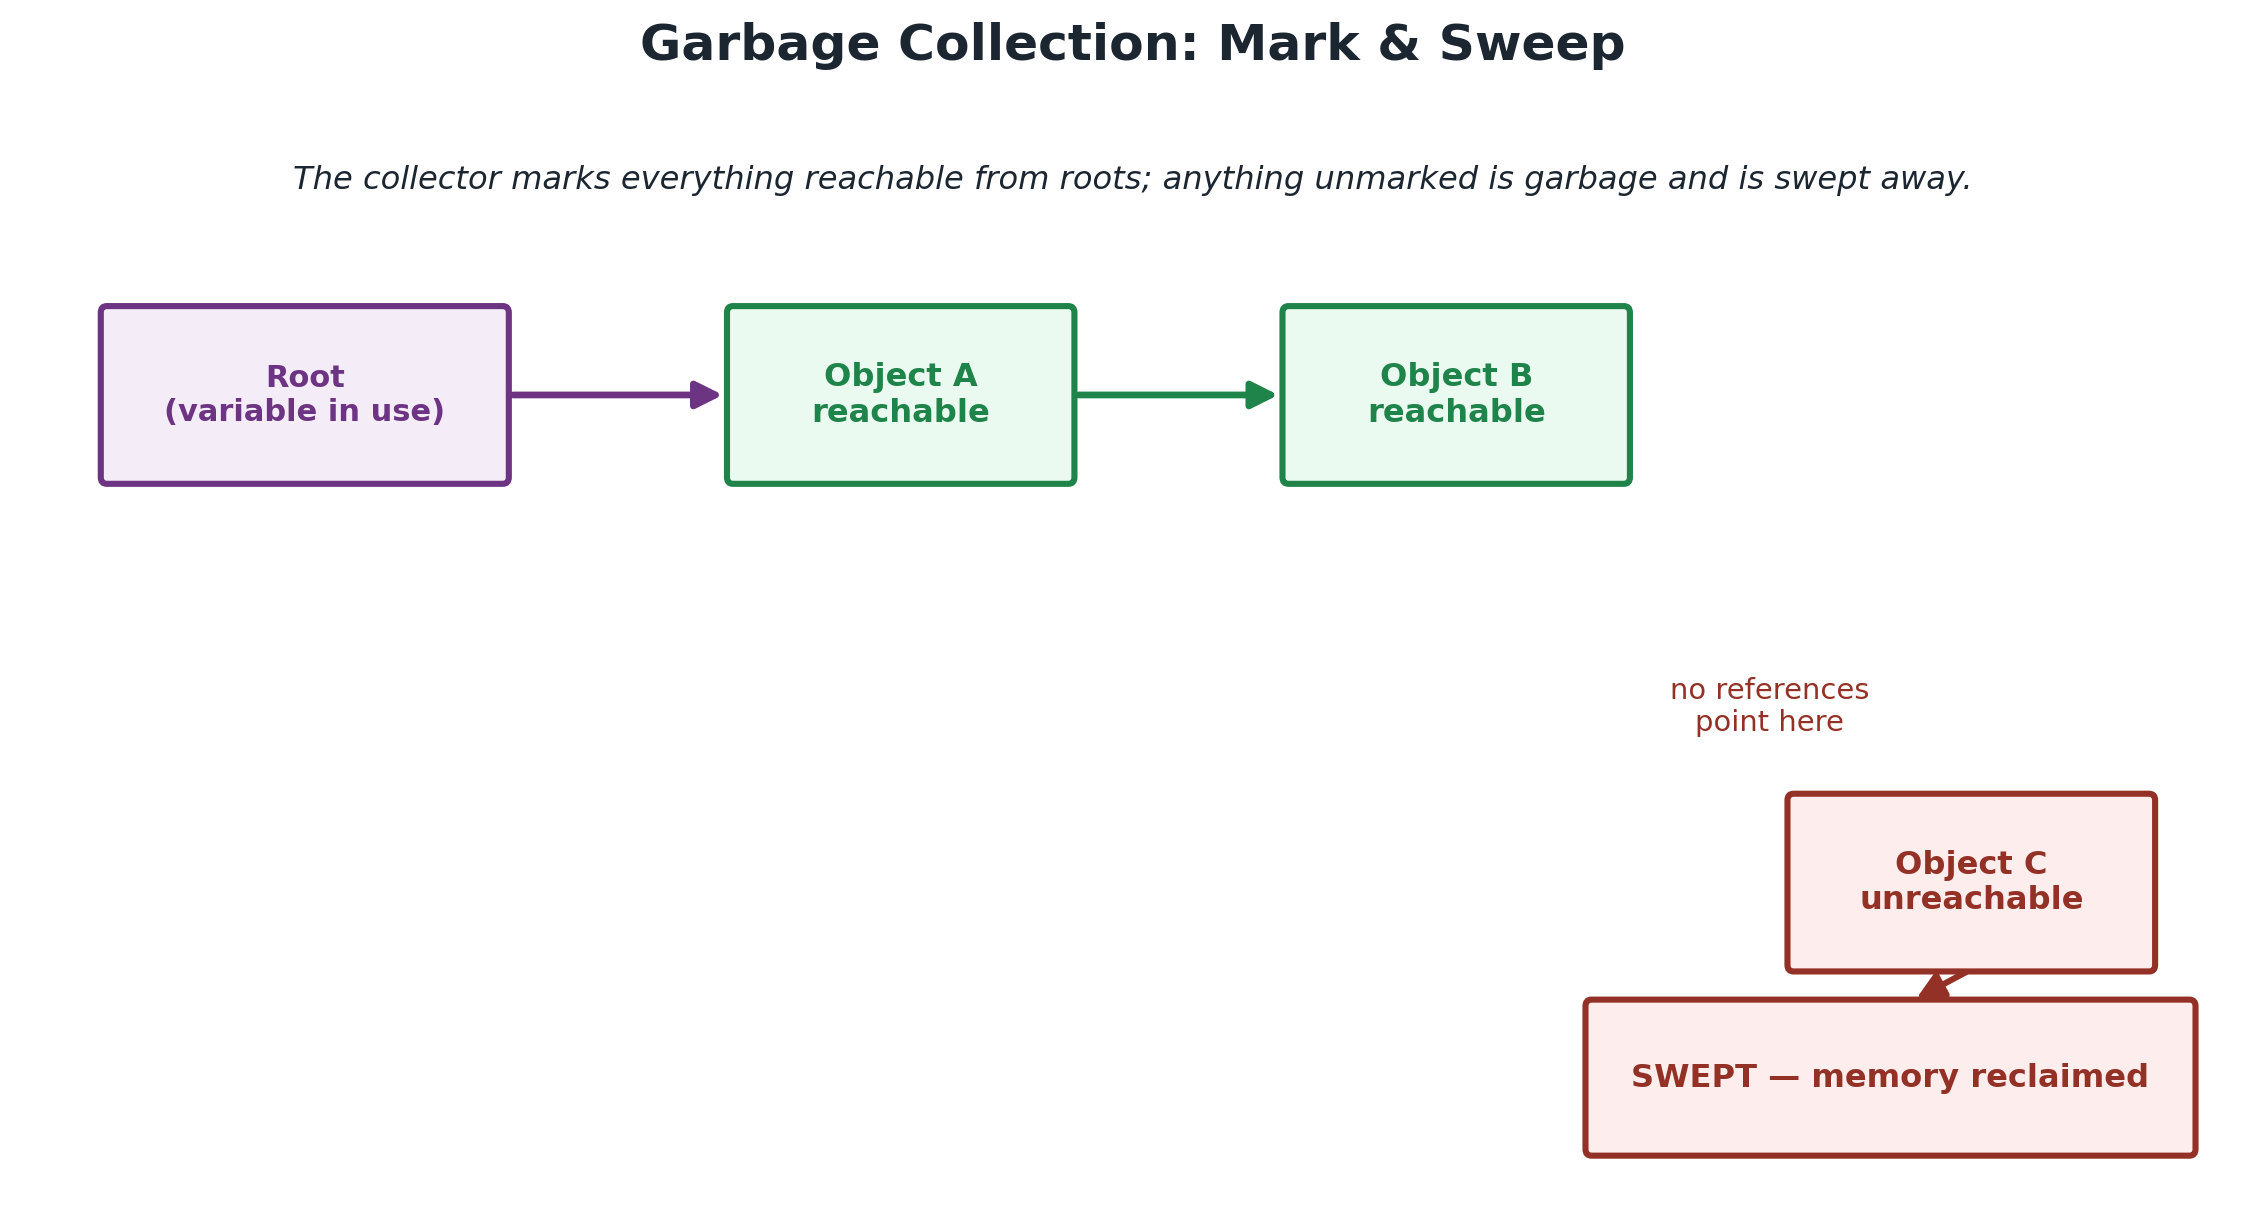 Garbage Collection: Mark & Sweep
The collector marks everything reachable from roots; anything unmarked is garbage and is swept away.
Root
(variable in use)
Object A
reachable
Object B
reachable
no references
point here
Object C
unreachable
SWEPT — memory reclaimed